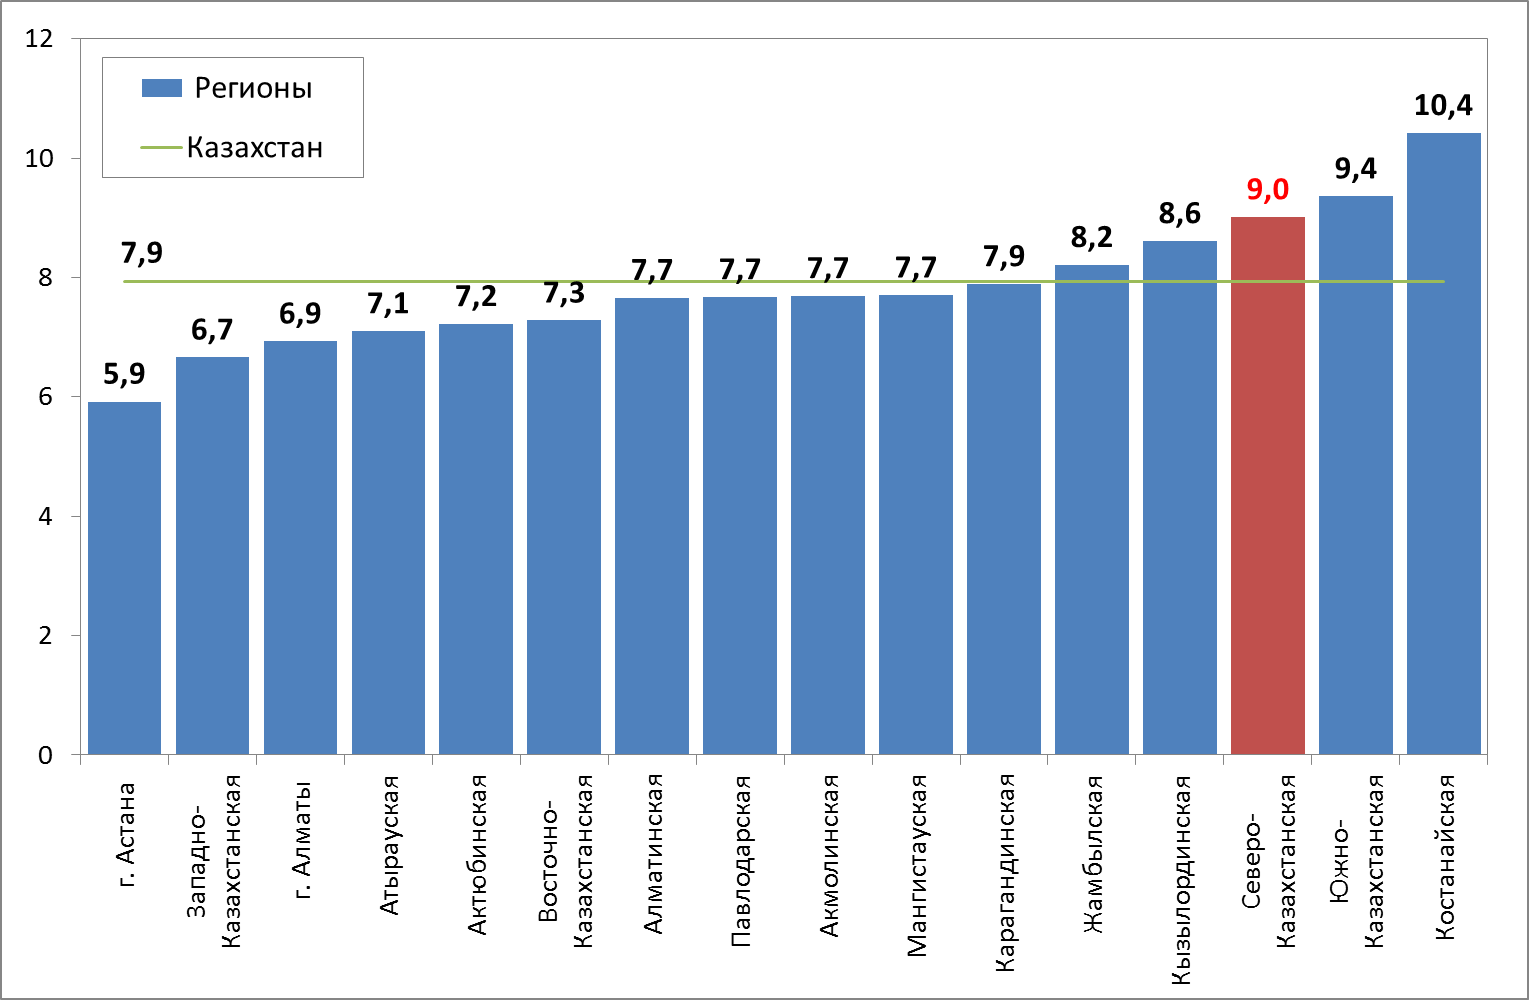 12
10
8
6
4
2
0
Регионы
Казахстан
7,9
5,9
6,7
6,9
7,1
7,2
7,3
7,7
7,7
7,7
7,7
7,9
8,2
8,6
9,0
9,4
10,4
г. Астана
Западно-
Казахстанская
г. Алматы
Атырауская
Актюбинская
Восточно-
Казахстанская
Алматинская
Павлодарская
Акмолинская
Мангистауская
Карагандинская
Жамбылская
Кызылординская
Северо-
Казахстанская
Южно-
Казахстанская
Костанайская